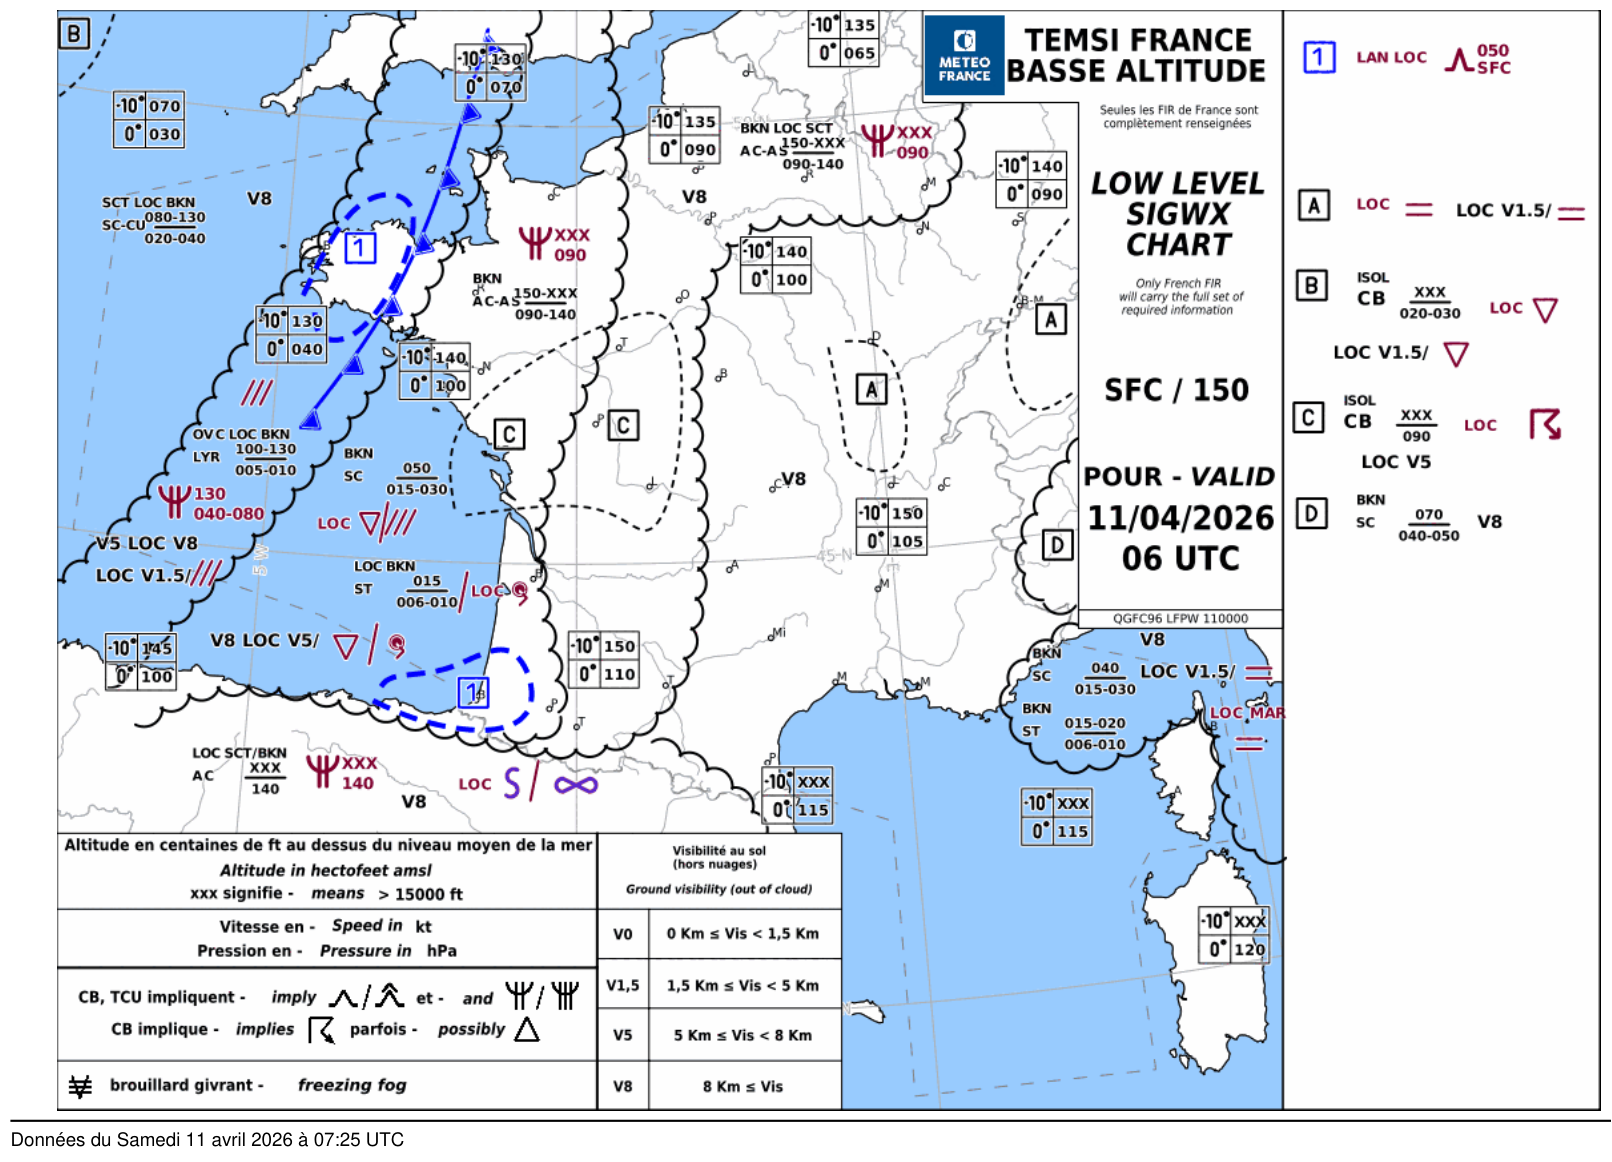 B
-10° 070
0° 030
-10° 130
0° 070
-10° 135
0° 065
METEO
FRANCE
TEMSI FRANCE
BASSE ALTITUDE
Seules les FIR de France sont
complètement renseignées
LOW LEVEL
SIGWX
CHART
Only French FIR
will carry the full set of
required information
SFC / 150
POUR - VALID
11/04/2026
06 UTC
QGFC96 LFPW 110000
1
LAN LOC
050
SFC
A
LOC
LOC V1.5/
B
ISOL
CB
XXX
020-030
LOC
LOC V1.5/
C
ISOL
CB
XXX
090
LOC
LOC V5
D
BKN
SC
070
040-050
V8
-10° 135
0° 090
50 N
BKN LOC SCT
AC-AS
150-XXX
090-140
XXX
090
-10° 140
0° 090
V8
SCT LOC BKN
SC-CU
080-130
020-040
V8
1
XXX
090
BKN
AC-AS
150-XXX
090-140
-10° 140
0° 100
-10° 130
0° 040
-10° 140
0° 100
A
A
C
C
OVC LOC BKN
LYR
100-130
005-010
130
040-080
V5 LOC V8
LOC V1.5/
BKN
SC
050
015-030
LOC
5 W
LOC BKN
ST
015
006-010
LOC
V8 LOC V5/
V8
-10° 150
0° 105
45 N
D
-10° 145
0° 100
1
-10° 150
0° 110
V8
BKN
SC
040
015-030
LOC V1.5/
BKN
ST
015-020
006-010
LOC MAR
LOC SCT/BKN
AC
XXX
140
XXX
140
V8
LOC
-10° XXX
0° 115
-10° XXX
0° 115
-10° XXX
0° 120
Altitude en centaines de ft au dessus du niveau moyen de la mer
Altitude in hectofeet amsl
xxx signifie - means > 15000 ft
Vitesse en - Speed in kt
Pression en - Pressure in hPa
CB, TCU impliquent - imply / et - and /
CB implique - implies parfois - possibly
brouillard givrant - freezing fog
Visibilité au sol
(hors nuages)
Ground visibility (out of cloud)
V0 0 Km ≤ Vis < 1,5 Km
V1,5 1,5 Km ≤ Vis < 5 Km
V5 5 Km ≤ Vis < 8 Km
V8 8 Km ≤ Vis
Données du Samedi 11 avril 2026 à 07:25 UTC